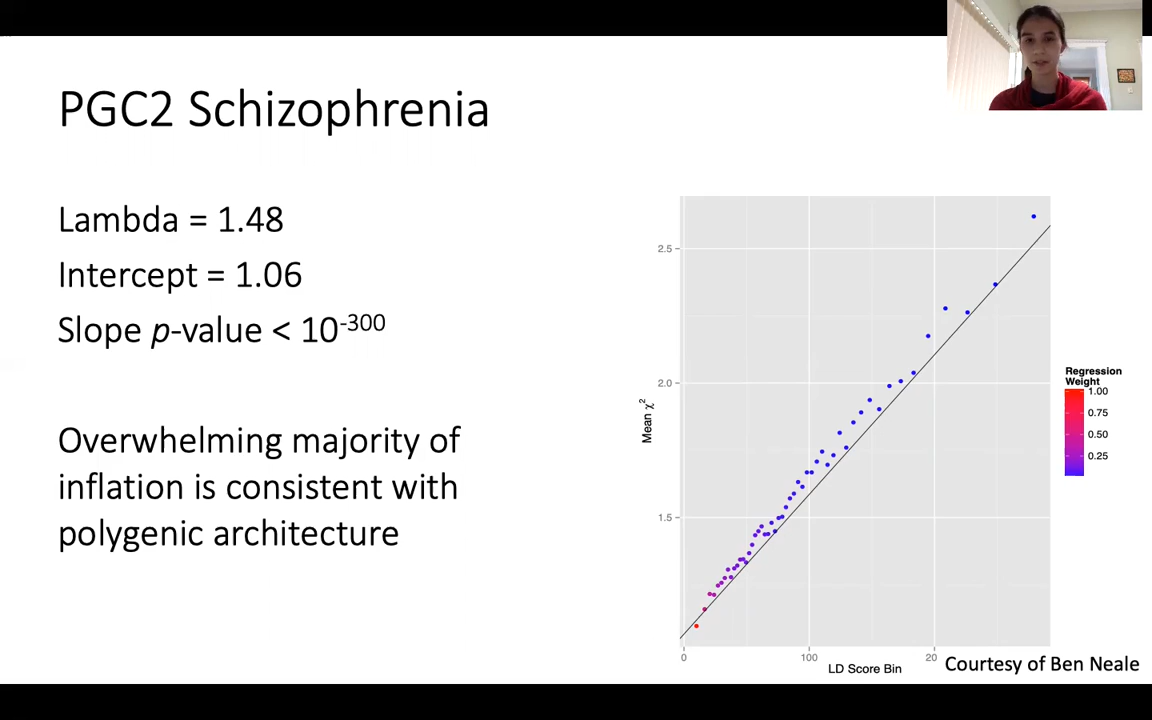 PGC2 Schizophrenia
Lambda = 1.48
Intercept = 1.06
Slope p-value < 10⁻³⁰⁰
Overwhelming majority of
inflation is consistent with
polygenic architecture
2.5
2.0
1.5
Mean χ²
0
100
20
LD Score Bin
Regression
Weight
1.00
0.75
0.50
0.25
Courtesy of Ben Neale